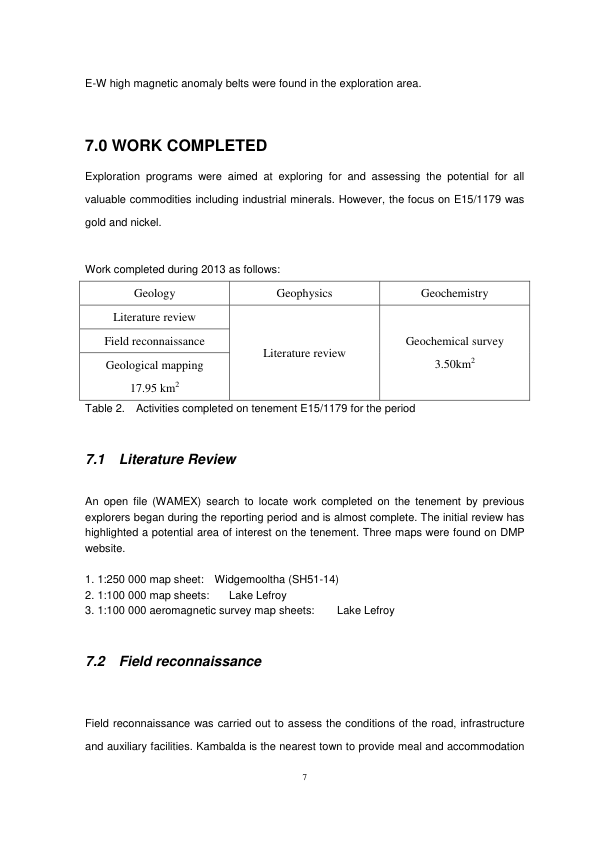 E-W high magnetic anomaly belts were found in the exploration area.
7.0 WORK COMPLETED
Exploration programs were aimed at exploring for and assessing the potential for all
valuable commodities including industrial minerals. However, the focus on E15/1179 was
gold and nickel.
Work completed during 2013 as follows:
Geology Geophysics Geochemistry
Literature review
Field reconnaissance
Geological mapping
17.95 km²
Literature review
Geochemical survey
3.50km²
Table 2. Activities completed on tenement E15/1179 for the period
7.1 Literature Review
An open file (WAMEX) search to locate work completed on the tenement by previous
explorers began during the reporting period and is almost complete. The initial review has
highlighted a potential area of interest on the tenement. Three maps were found on DMP
website.
1. 1:250 000 map sheet: Widgemooltha (SH51-14)
2. 1:100 000 map sheets: Lake Lefroy
3. 1:100 000 aeromagnetic survey map sheets: Lake Lefroy
7.2 Field reconnaissance
Field reconnaissance was carried out to assess the conditions of the road, infrastructure
and auxiliary facilities. Kambalda is the nearest town to provide meal and accommodation
7